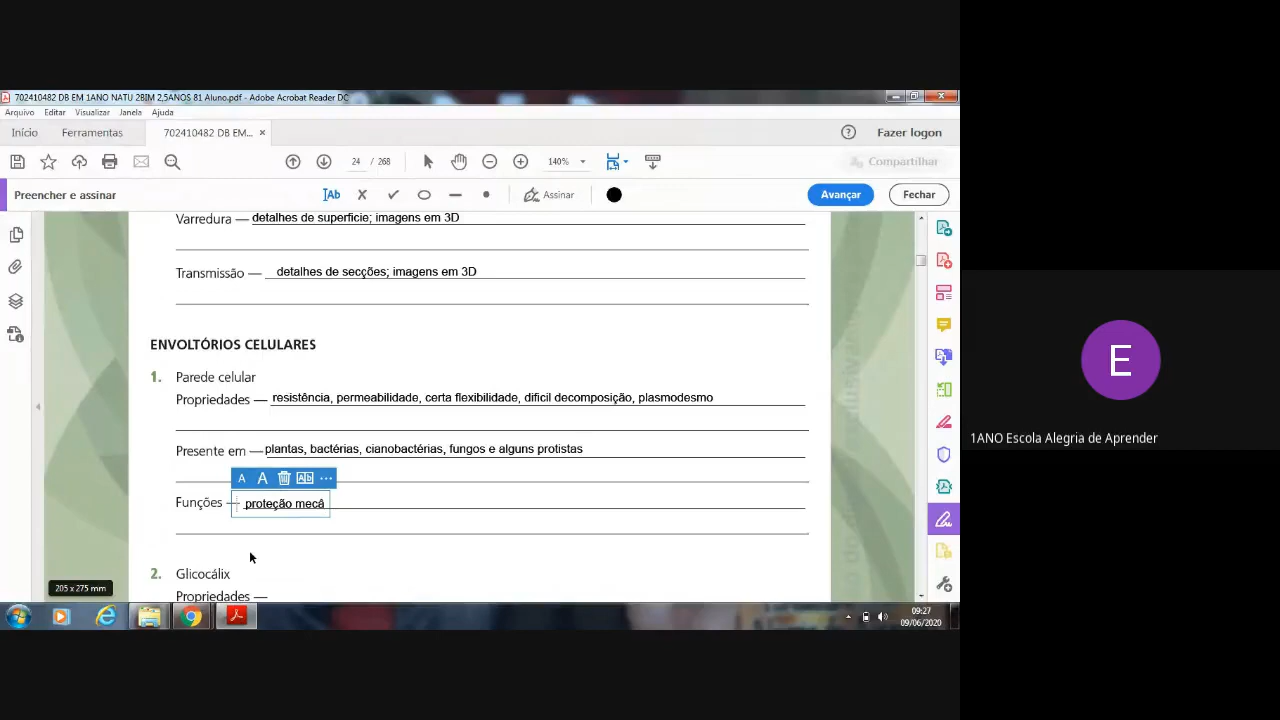 702410482 DB EM 1ANO NATU 2BIM 2,5ANOS 81 Aluno.pdf - Adobe Acrobat Reader DC
Arquivo Editar Visualizar Janela Ajuda
Início Ferramentas 702410482 DB EM... × Fazer logon
24 / 268 140% Compartilhar
Preencher e assinar Ab Assinar Avançar Fechar
Varredura — detalhes de superfície; imagens em 3D
Transmissão — detalhes de secções; imagens em 3D
ENVOLTÓRIOS CELULARES
1. Parede celular
Propriedades — resistência, permeabilidade, certa flexibilidade, difícil decomposição, plasmodesmo
Presente em — plantas, bactérias, cianobactérias, fungos e alguns protistas
A A Ab ...
Funções — proteção mecâ
2. Glicocálix
Propriedades —
205 x 275 mm
09:27
09/06/2020
E
1ANO Escola Alegria de Aprender